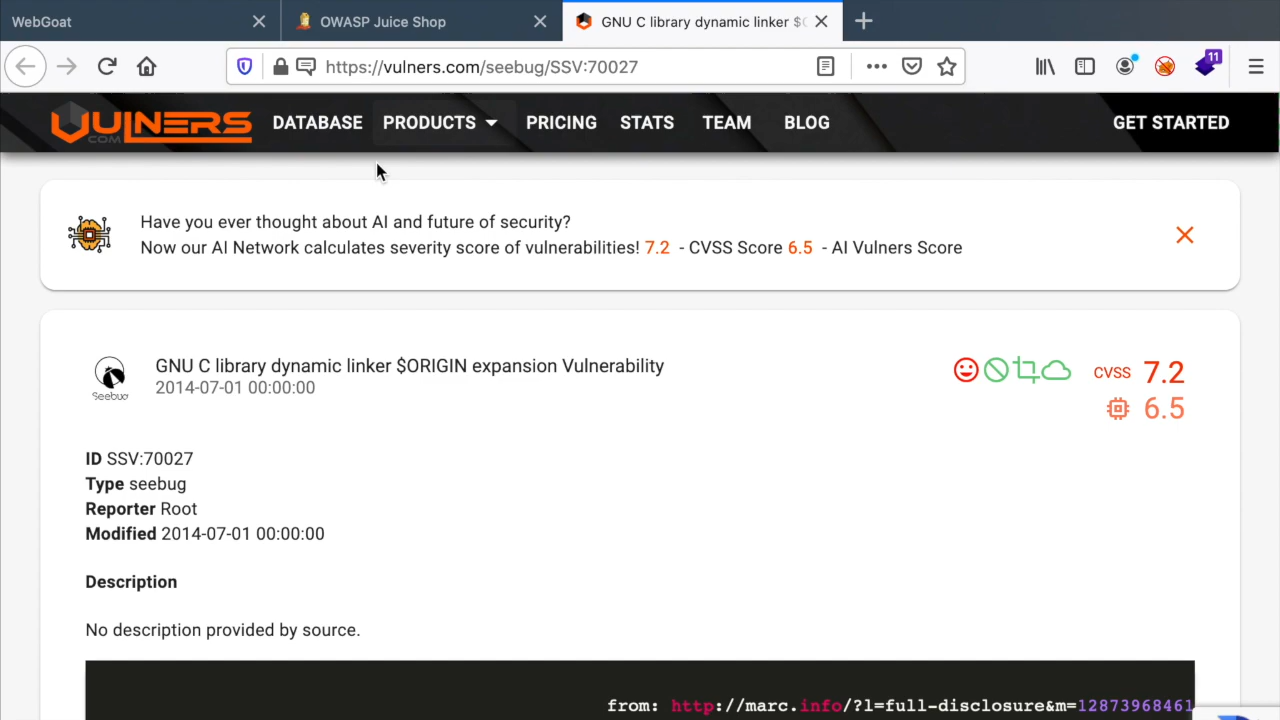 WebGoat
OWASP Juice Shop
GNU C library dynamic linker $
https://vulners.com/seebug/SSV:70027
11
VULNERS
COM
DATABASE
PRODUCTS
PRICING
STATS
TEAM
BLOG
GET STARTED
Have you ever thought about AI and future of security?
Now our AI Network calculates severity score of vulnerabilities! 7.2 - CVSS Score 6.5 - AI Vulners Score
Seebug
GNU C library dynamic linker $ORIGIN expansion Vulnerability
2014-07-01 00:00:00
CVSS 7.2
6.5
ID SSV:70027
Type seebug
Reporter Root
Modified 2014-07-01 00:00:00
Description
No description provided by source.
from: http://marc.info/?l=full-disclosure&m=12873968461